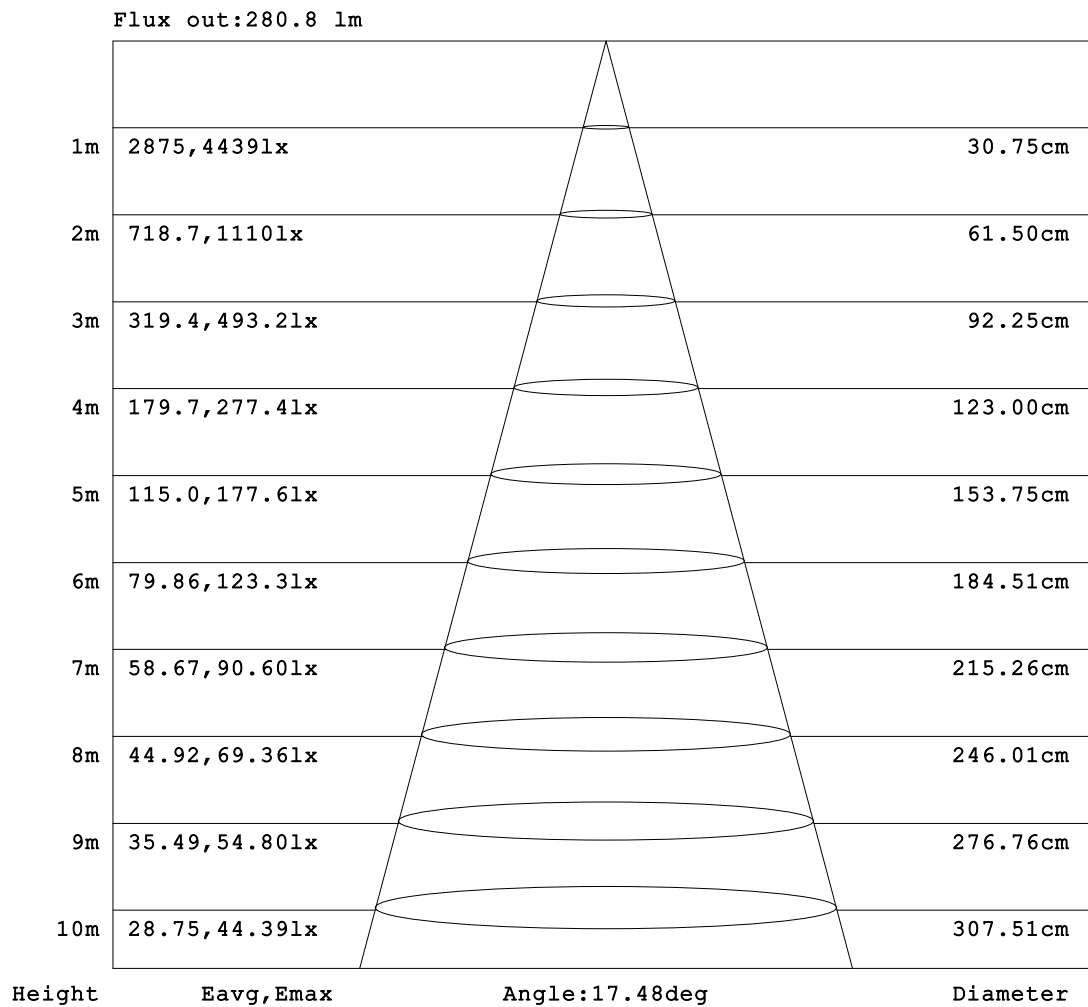 Flux out:280.8 lm
1m 2875,4439lx 30.75cm
2m 718.7,1110lx 61.50cm
3m 319.4,493.2lx 92.25cm
4m 179.7,277.4lx 123.00cm
5m 115.0,177.6lx 153.75cm
6m 79.86,123.3lx 184.51cm
7m 58.67,90.60lx 215.26cm
8m 44.92,69.36lx 246.01cm
9m 35.49,54.80lx 276.76cm
10m 28.75,44.39lx 307.51cm
Height Eavg,Emax Angle:17.48deg Diameter